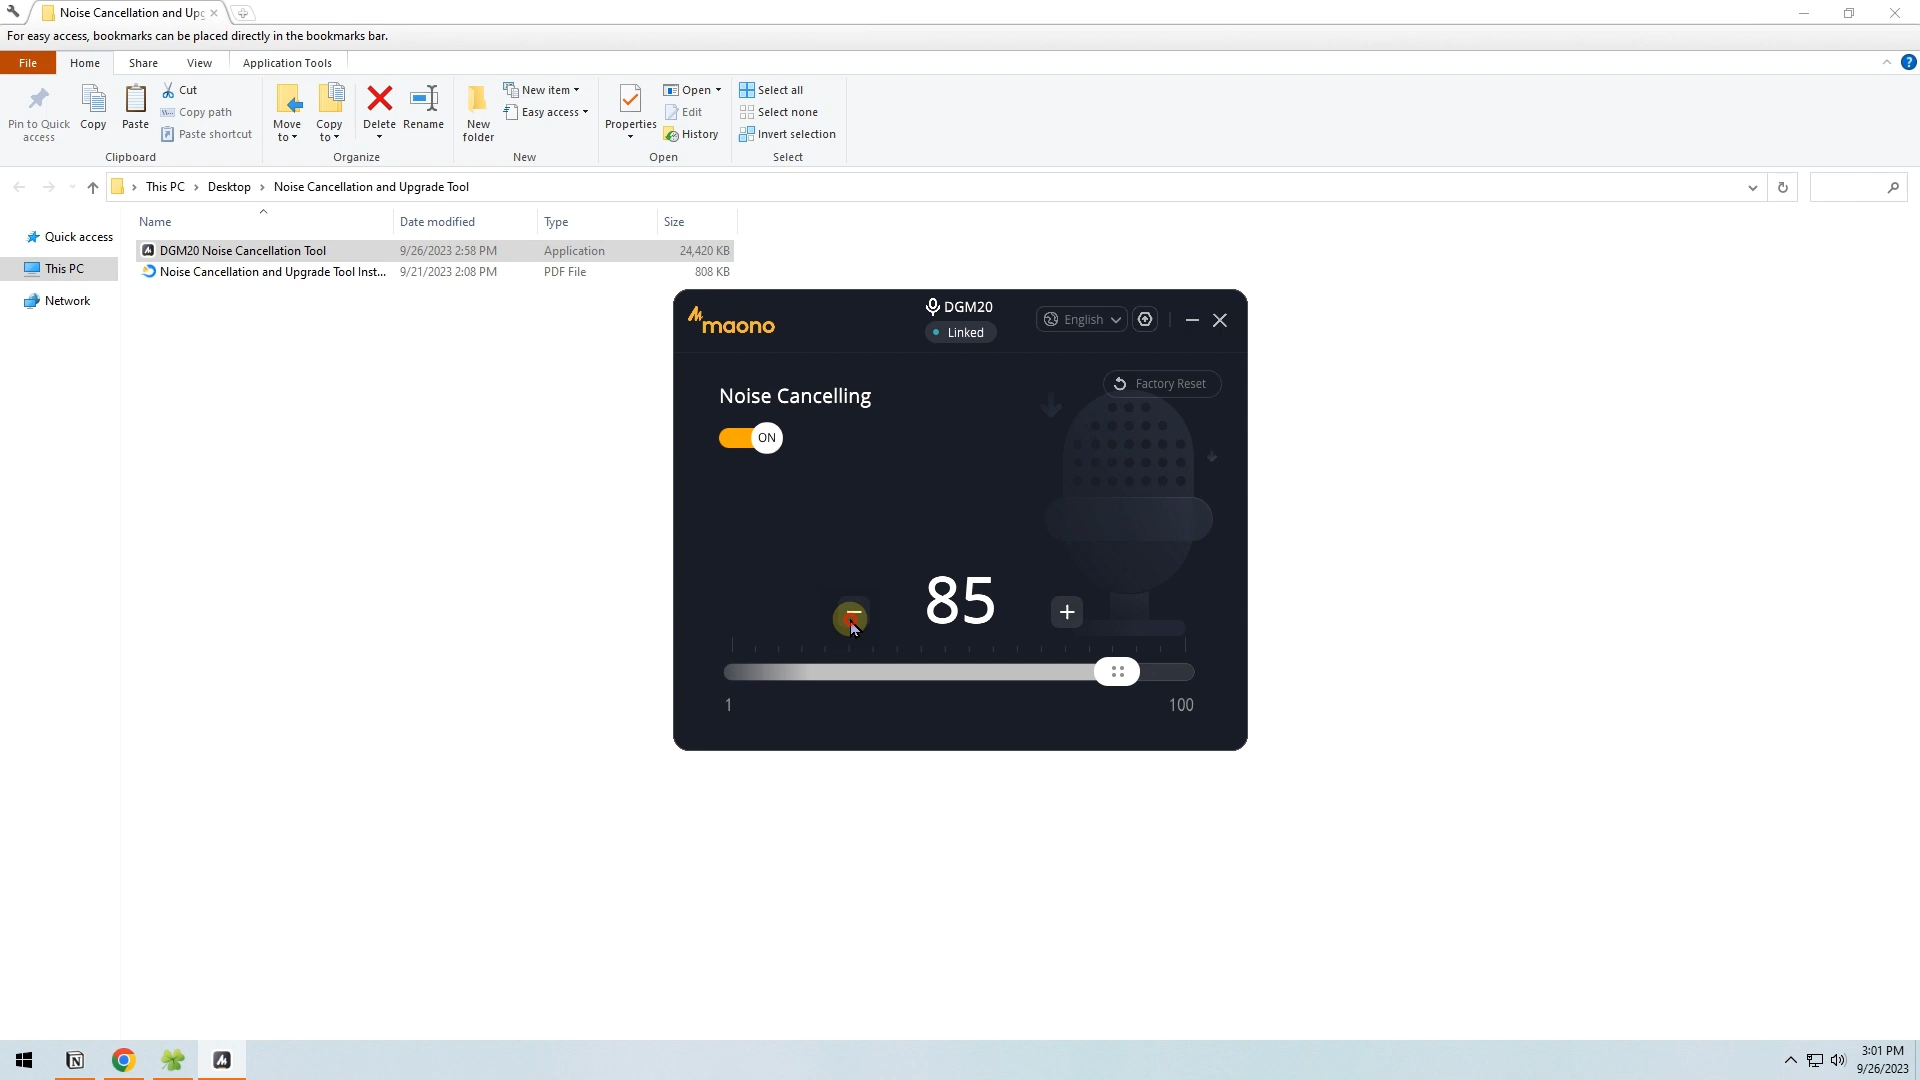 Noise Cancellation and Upg
For easy access, bookmarks can be placed directly in the bookmarks bar.
File Home Share View Application Tools
Pin to Quick access
Copy
Paste
Cut
Copy path
Paste shortcut
Clipboard
Move to
Copy to
Delete
Rename
Organize
New folder
New item
Easy access
New
Properties
Open
Edit
History
Open
Select all
Select none
Invert selection
Select
This PC Desktop Noise Cancellation and Upgrade Tool
Quick access
This PC
Network
Name Date modified Type Size
DGM20 Noise Cancellation Tool 9/26/2023 2:58 PM Application 24,420 KB
Noise Cancellation and Upgrade Tool Inst... 9/21/2023 2:08 PM PDF File 808 KB
maono
DGM20
Linked
English
Factory Reset
Noise Cancelling
ON
85
1 100
3:01 PM
9/26/2023